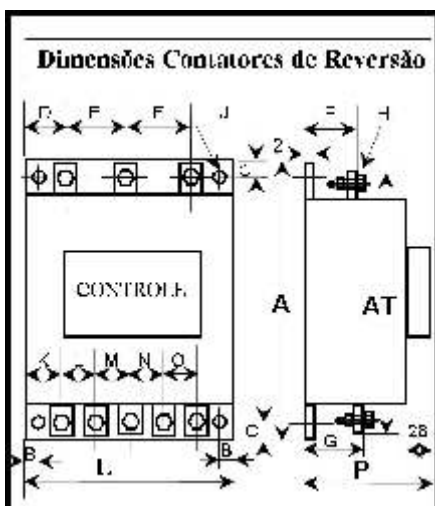 Dimensões Contatores de Reversão
D E F J
F H
2
C
CONTROLE
A AT
K M N O
C
28
B B G
L P